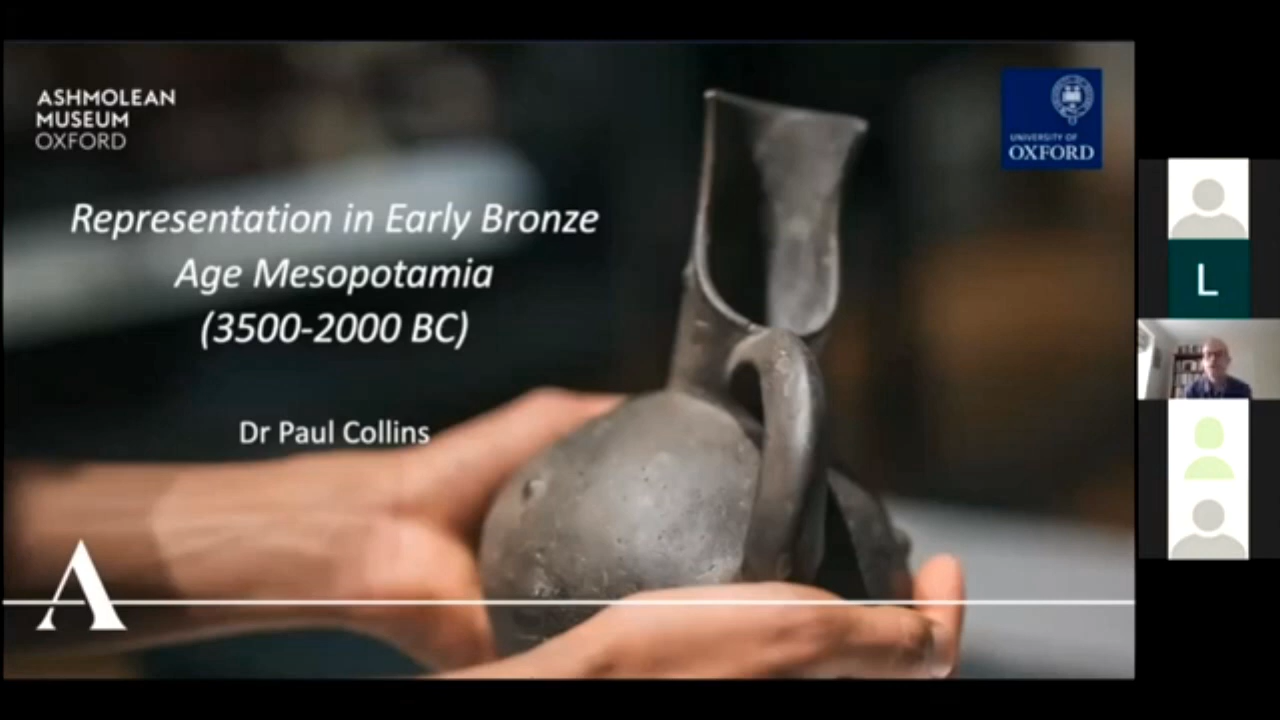 ASHMOLEAN
MUSEUM
OXFORD
UNIVERSITY OF
OXFORD
Representation in Early Bronze
Age Mesopotamia
(3500-2000 BC)
Dr Paul Collins
A
L